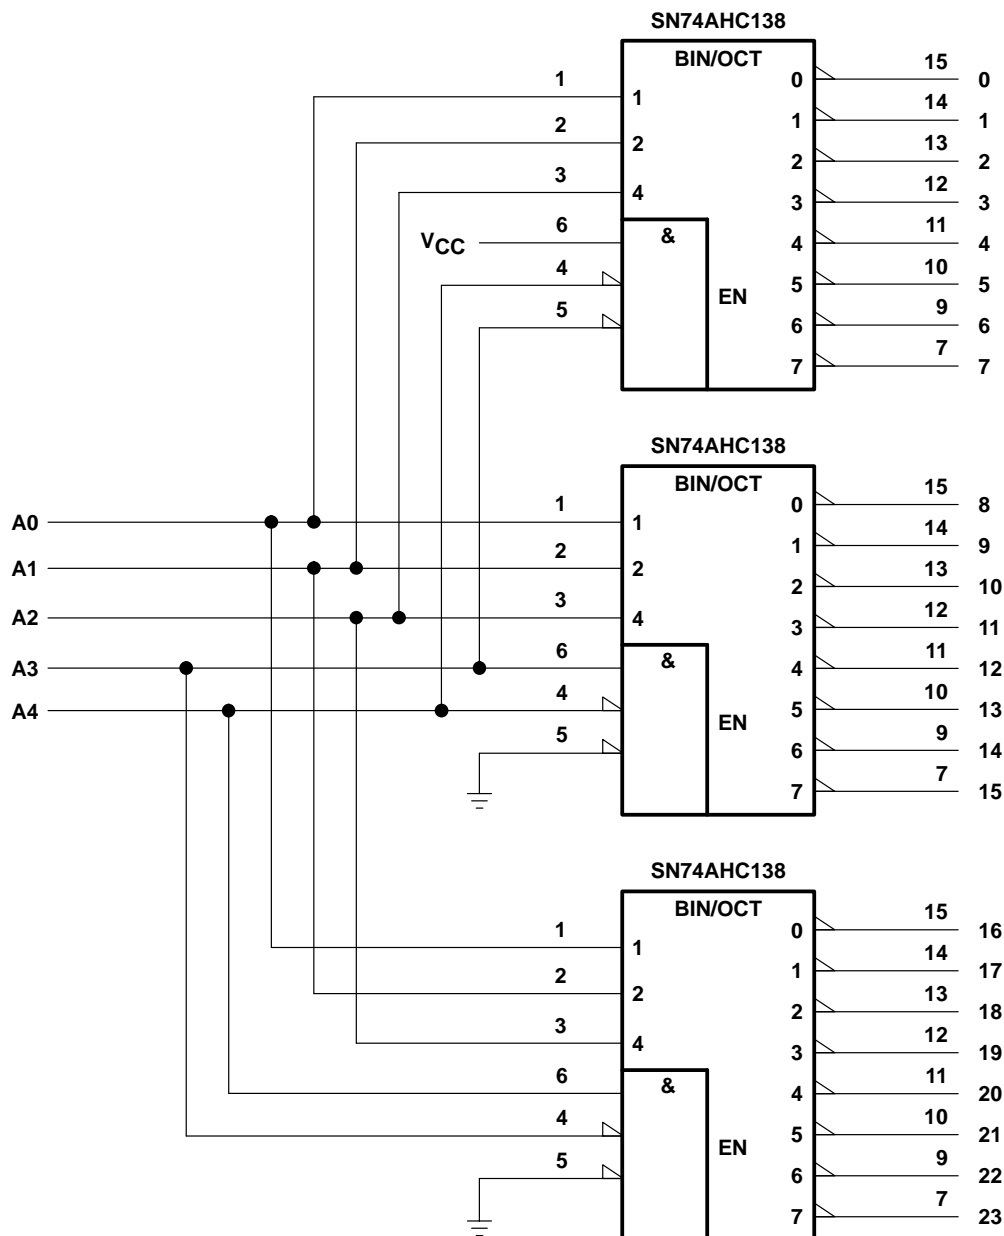 SN74AHC138
BIN/OCT
1 1 0 15 0
2 2 1 14 1
3 4 2 13 2
3 12 3
VCC 6 & 4 11 4
4 EN 5 10 5
5 6 9 6
7 7 7
SN74AHC138
BIN/OCT
A0 1 1 0 15 8
A1 2 2 1 14 9
A2 3 4 2 13 10
3 12 11
A3 6 & 4 11 12
A4 4 EN 5 10 13
5 6 9 14
7 7 15
SN74AHC138
BIN/OCT
1 1 0 15 16
2 2 1 14 17
3 4 2 13 18
3 12 19
6 & 4 11 20
4 EN 5 10 21
5 6 9 22
7 7 23